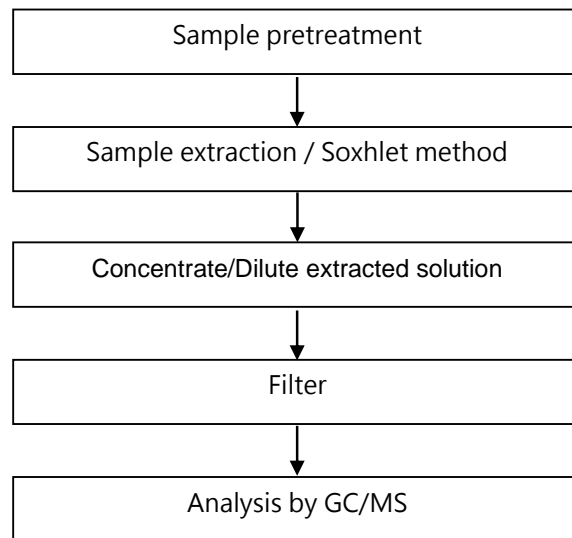 Sample pretreatment
Sample extraction / Soxhlet method
Concentrate/Dilute extracted solution
Filter
Analysis by GC/MS